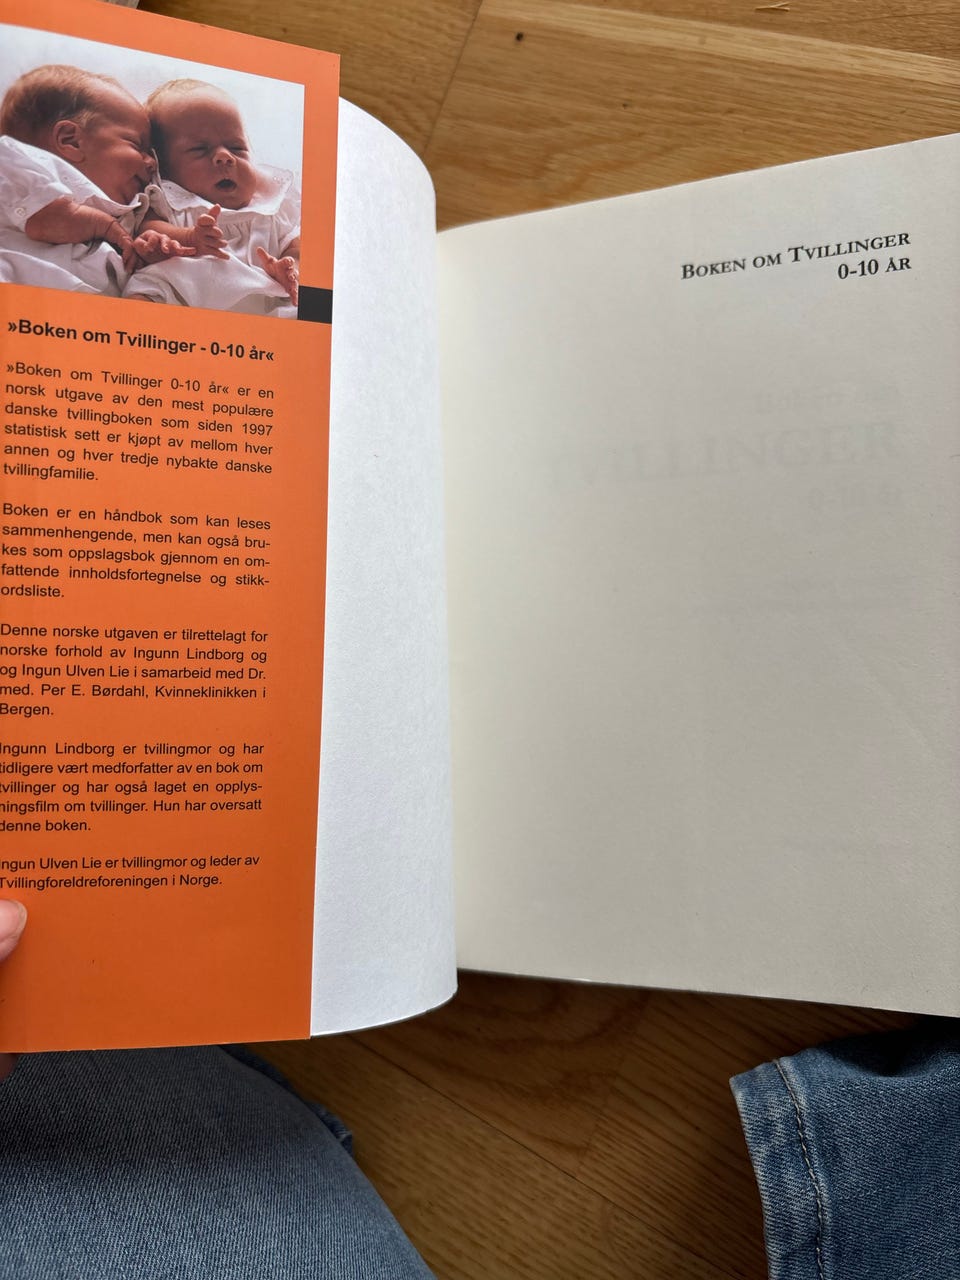 »Boken om Tvillinger - 0-10 år«
»Boken om Tvillinger 0-10 år« er en
norsk utgave av den mest populære
danske tvillingboken som siden 1997
statistisk sett er kjøpt av mellom hver
annen og hver tredje nybakte danske
tvillingfamilie.
Boken er en håndbok som kan leses
sammenhengende, men kan også bru-
kes som oppslagsbok gjennom en om-
fattende innholdsfortegnelse og stikk-
ordsliste.
Denne norske utgaven er tilrettelagt for
norske forhold av Ingunn Lindborg og
og Ingun Ulven Lie i samarbeid med Dr.
med. Per E. Børdahl, Kvinneklinikken i
Bergen.
Ingunn Lindborg er tvillingmor og har
tidligere vært medforfatter av en bok om
tvillinger og har også laget en opplys-
ningsfilm om tvillinger. Hun har oversatt
denne boken.
Ingun Ulven Lie er tvillingmor og leder av
Tvillingforeldreforeningen i Norge.
BOKEN OM TVILLINGER
0-10 ÅR
TVILLINGER